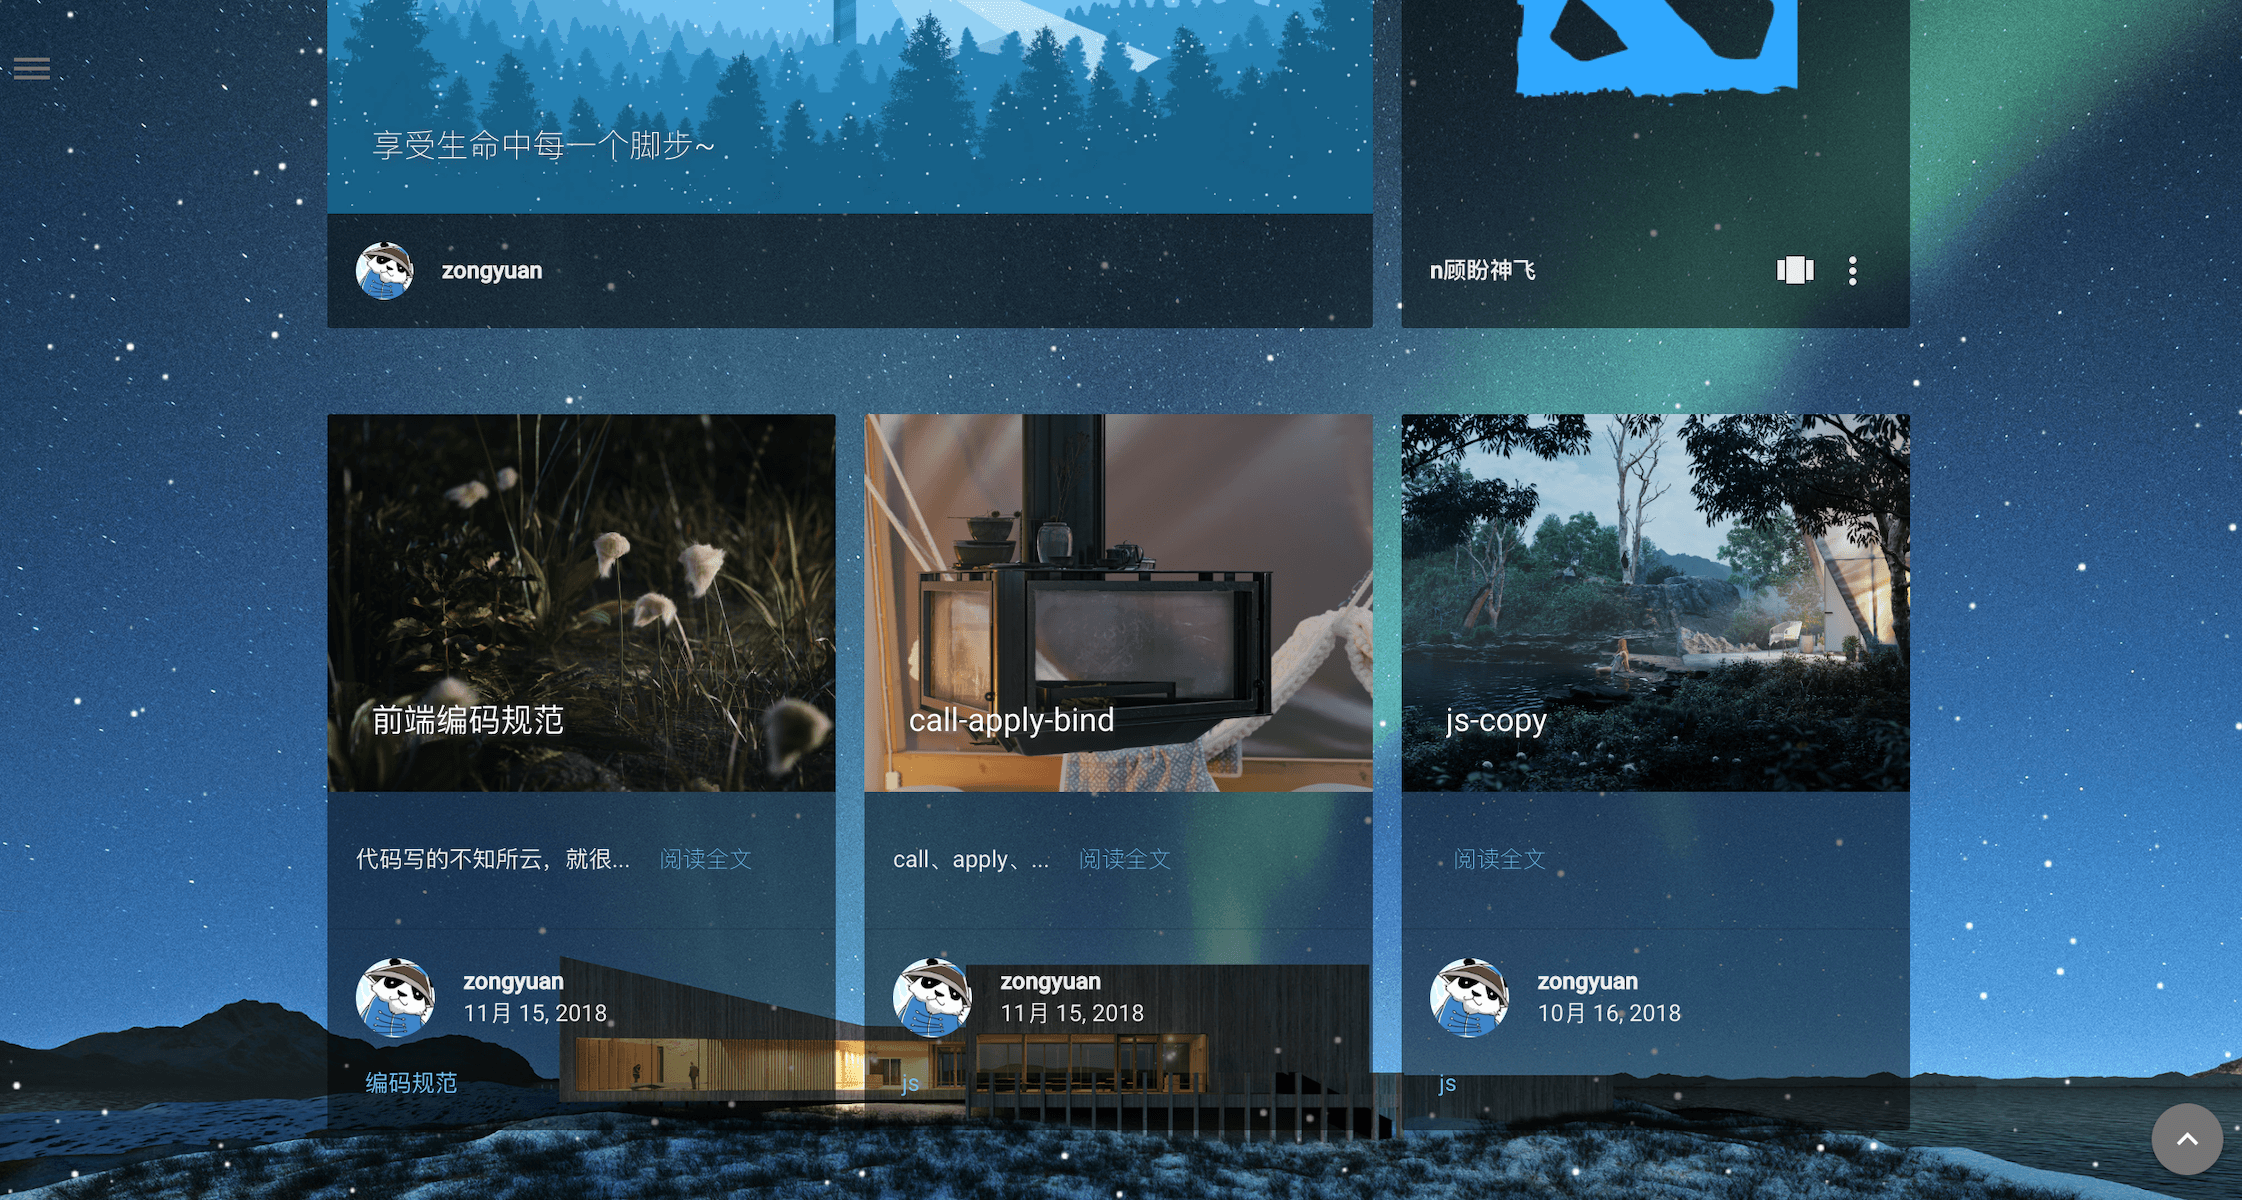 享受生命中每一个脚步~
zongyuan
n顾盼神飞
前端编码规范
call-apply-bind
js-copy
代码写的不知所云，就很... 阅读全文
call、apply、... 阅读全文
阅读全文
zongyuan
11月 15, 2018
zongyuan
11月 15, 2018
zongyuan
10月 16, 2018
编码规范
js
js